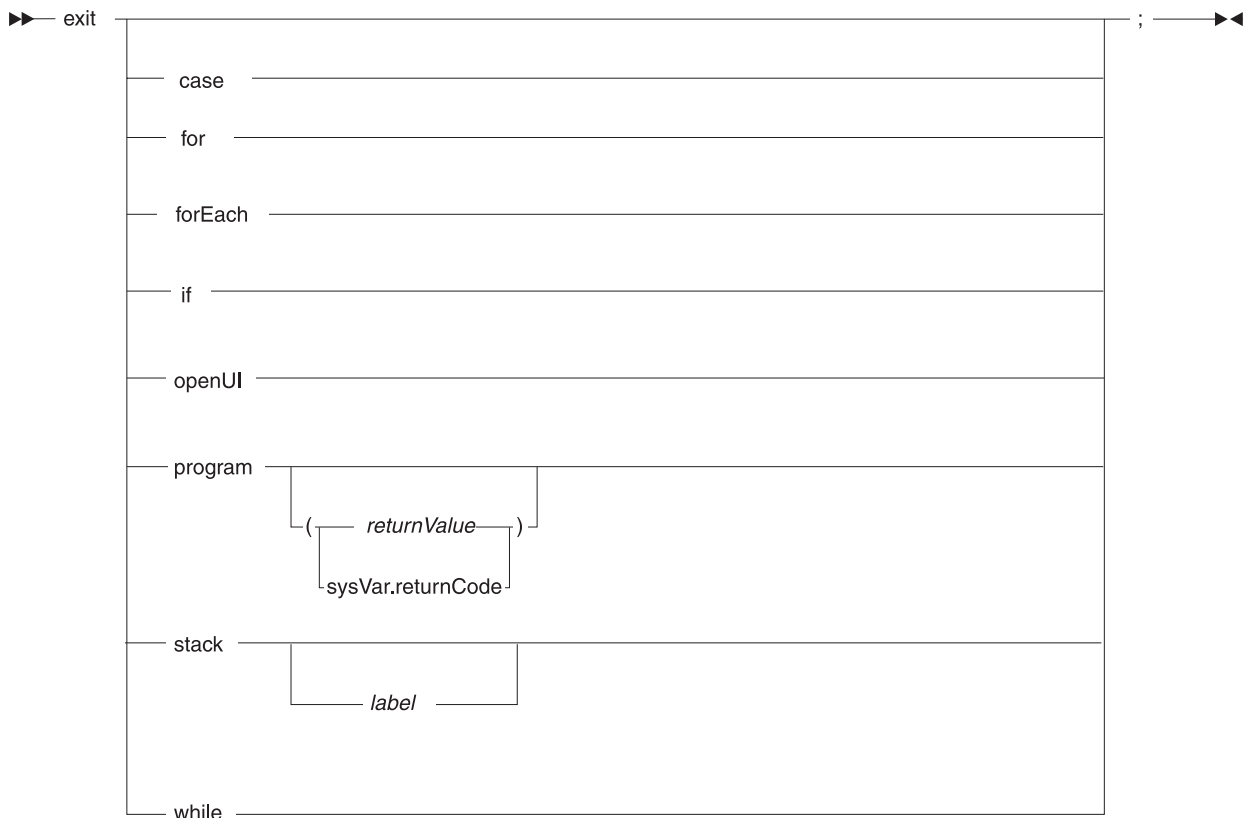 exit ;
case
for
forEach
if
openUI
program
( returnValue )
sysVar.returnCode
stack
label
while